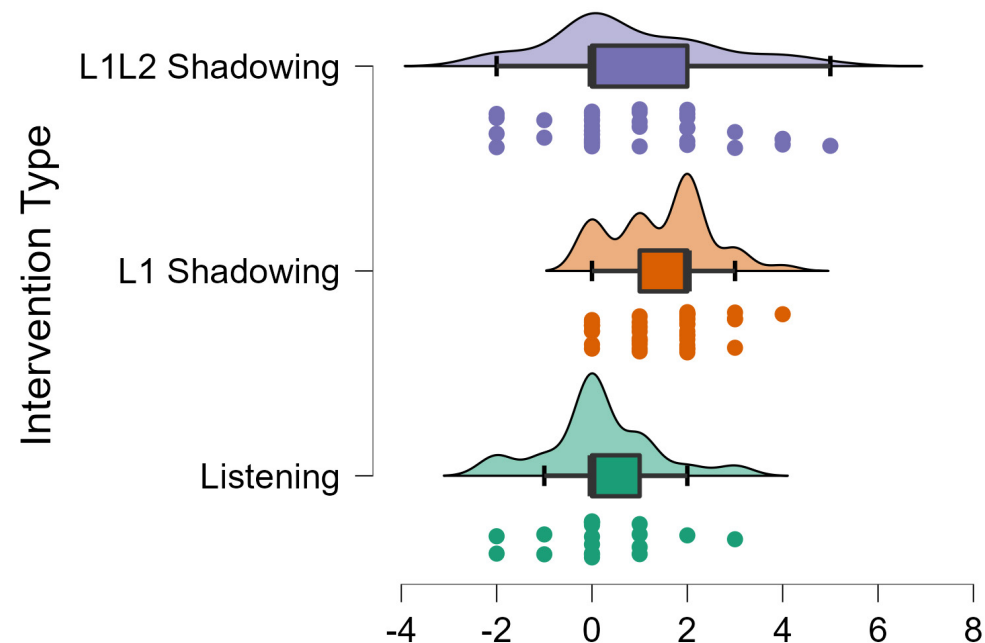 Intervention Type
L1L2 Shadowing
L1 Shadowing
Listening
-4 -2 0 2 4 6 8